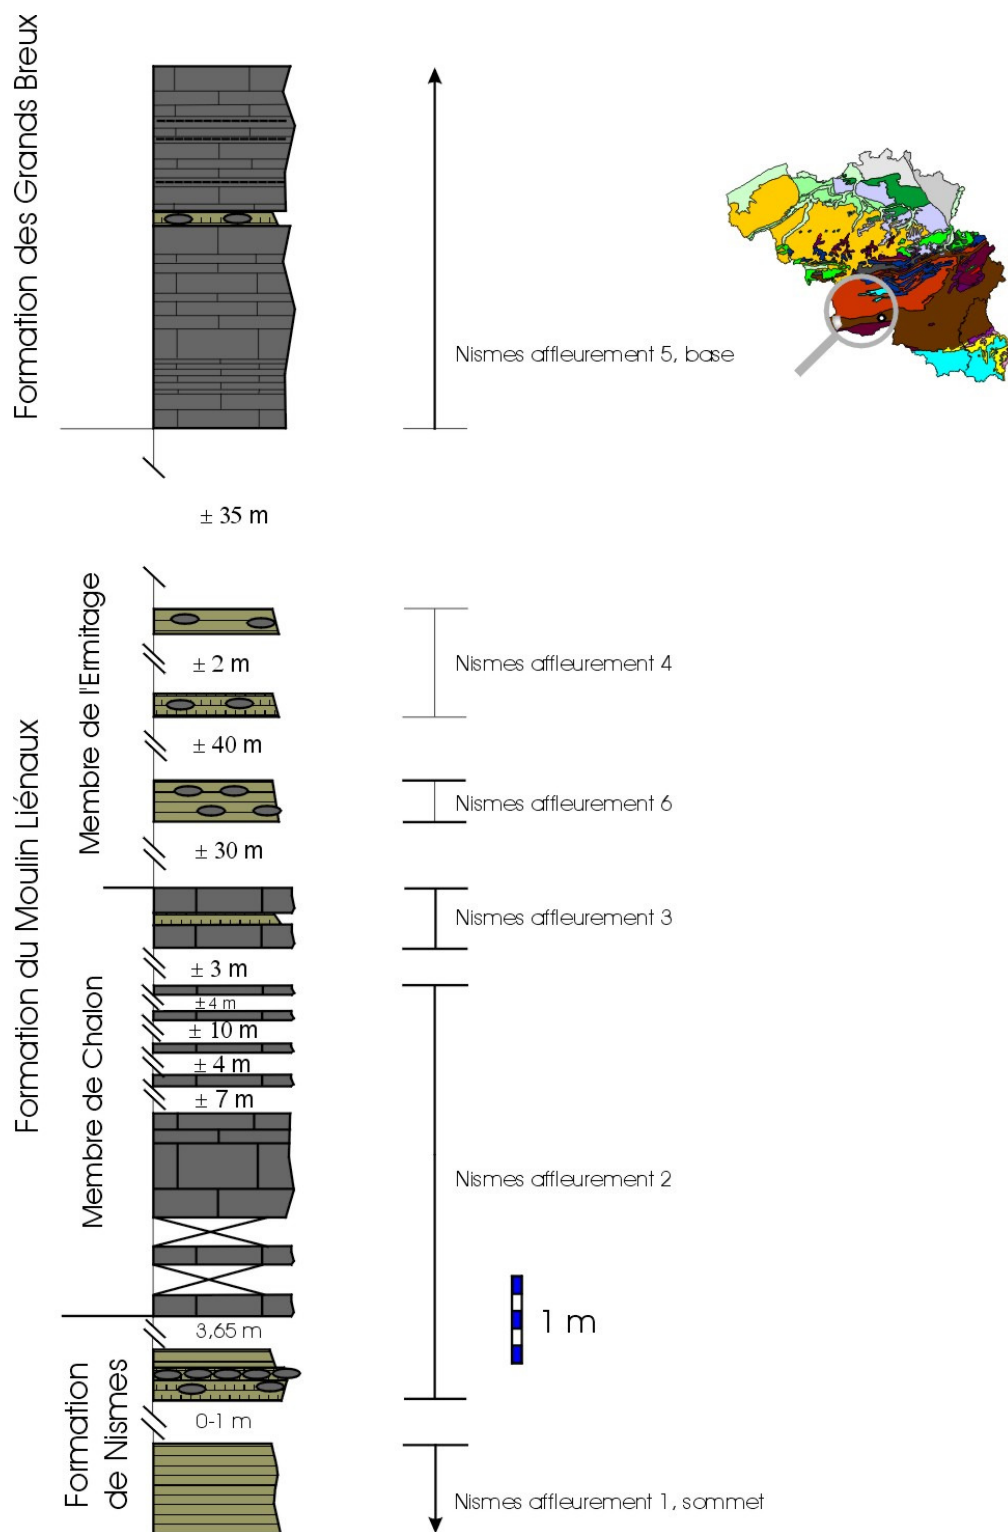 Formation des Grands Breux
Nismes affleurement 5, base
± 35 m
Formation du Moulin Liénaux
Membre de l'Ermitage
Nismes affleurement 4
± 2 m
± 40 m
Nismes affleurement 6
± 30 m
Membre de Chalon
Nismes affleurement 3
± 3 m
± 4 m
± 10 m
± 4 m
± 7 m
Nismes affleurement 2
1 m
3,65 m
Formation
de Nismes
0-1 m
Nismes affleurement 1, sommet